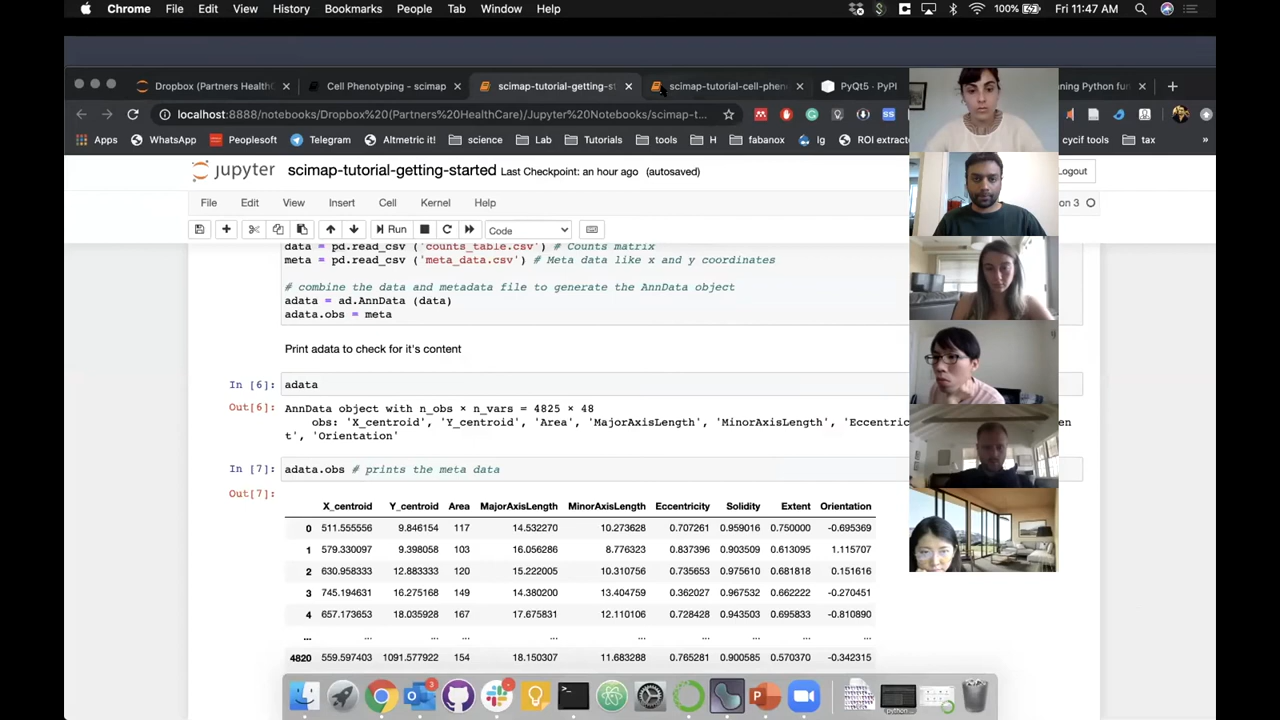 Chrome File Edit View History Bookmarks People Tab Window Help 100% Fri 11:47 AM
Dropbox (Partners HealthC Cell Phenotyping - scimap scimap-tutorial-getting-st scimap-tutorial-cell-phen PyQt5 · PyPI ning Python fun
localhost:8888/notebooks/Dropbox%20(Partners%20HealthCare)/Jupyter%20Notebooks/scimap-t...
Apps WhatsApp Peoplesoft Telegram Altmetric it! science Lab Tutorials tools H fabanox Ig ROI extract cycif tools tax
jupyter scimap-tutorial-getting-started Last Checkpoint: an hour ago (autosaved) Logout
File Edit View Insert Cell Kernel Help on 3
Run Code
data = pd.read_csv ('counts_table.csv') # Counts matrix
meta = pd.read_csv ('meta_data.csv') # Meta data like x and y coordinates
# combine the data and metadata file to generate the AnnData object
adata = ad.AnnData (data)
adata.obs = meta
Print adata to check for it's content
In [6] adata
Out[6]: AnnData object with n_obs × n_vars = 4825 × 48
obs: 'X_centroid', 'Y_centroid', 'Area', 'MajorAxisLength', 'MinorAxisLength', 'Eccentric en
t', 'Orientation'
In [7] adata.obs # prints the meta data
Out[7]:
X_centroid Y_centroid Area MajorAxisLength MinorAxisLength Eccentricity Solidity Extent Orientation
0 511.555556 9.846154 117 14.532270 10.273628 0.707261 0.959016 0.750000 -0.695369
1 579.330097 9.398058 103 16.056286 8.776323 0.837396 0.903509 0.613095 1.115707
2 630.958333 12.883333 120 15.222005 10.310756 0.735653 0.975610 0.681818 0.151616
3 745.194631 16.275168 149 14.380200 13.404759 0.362027 0.967532 0.662222 -0.270451
4 657.173653 18.035928 167 17.675831 12.110106 0.728428 0.943503 0.695833 -0.810890
... ... ... ... ... ... ... ... ... ...
4820 559.597403 1091.577922 154 18.150307 11.683288 0.765281 0.900585 0.570370 -0.342315
3
python